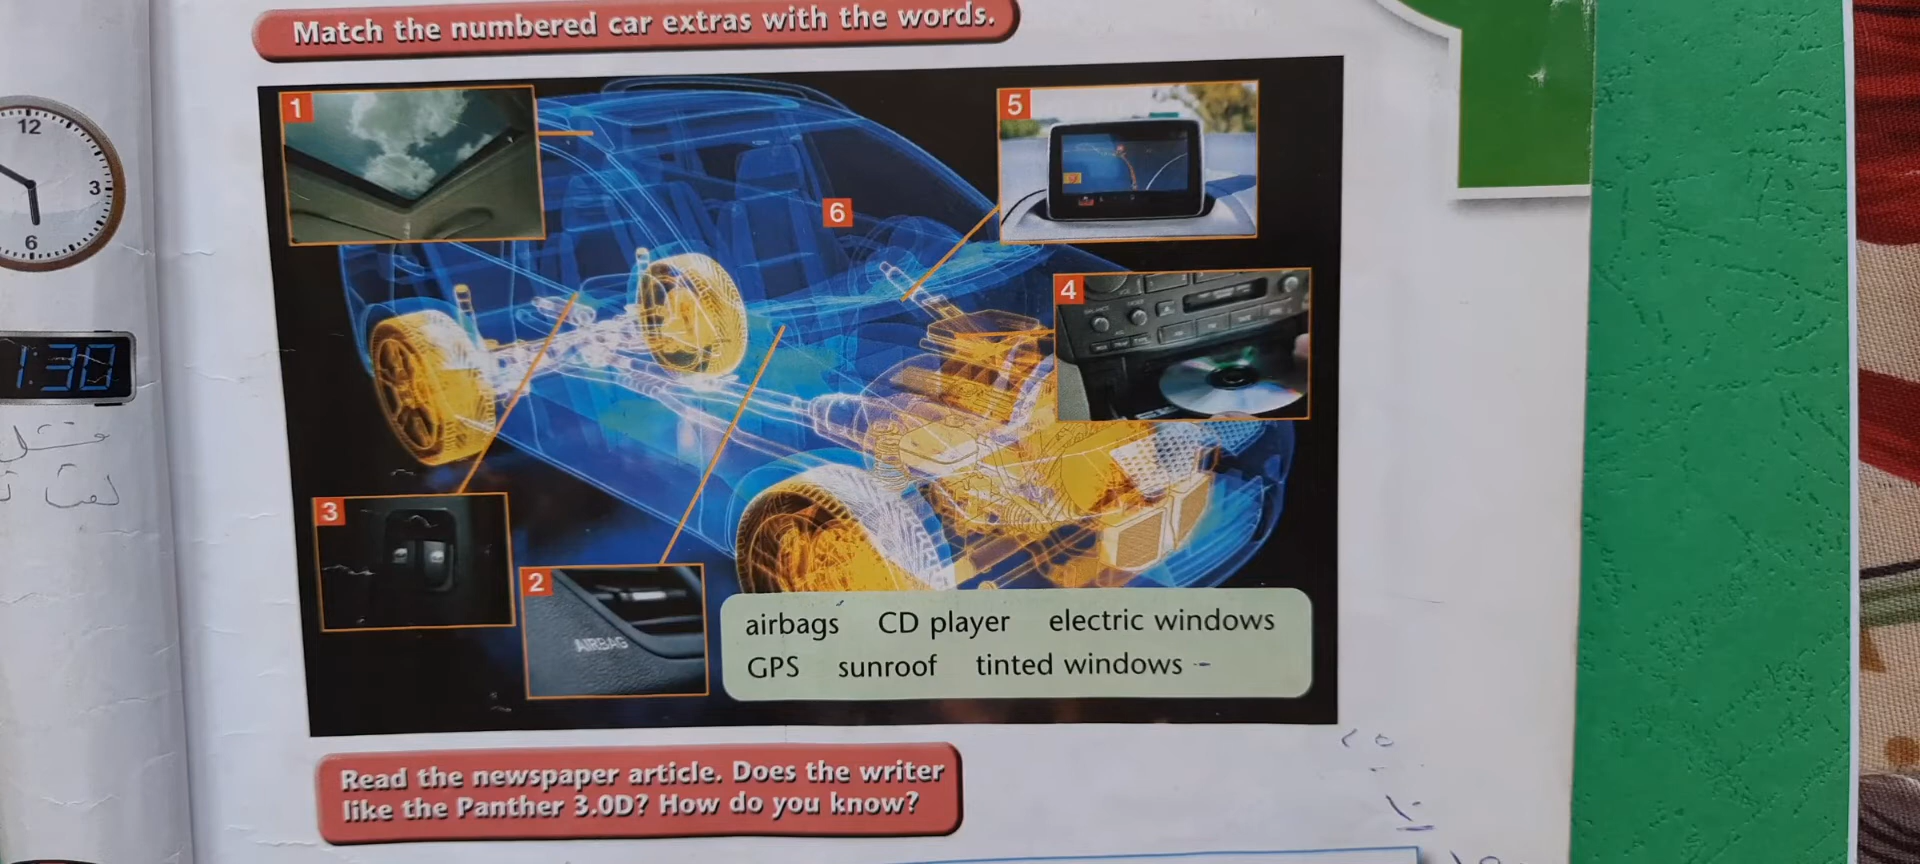 Match the numbered car extras with the words.
12
3
6
1:30
1
5
6
4
3
2
AIRBAG
airbags CD player electric windows
GPS sunroof tinted windows
Read the newspaper article. Does the writer
like the Panther 3.0D? How do you know?